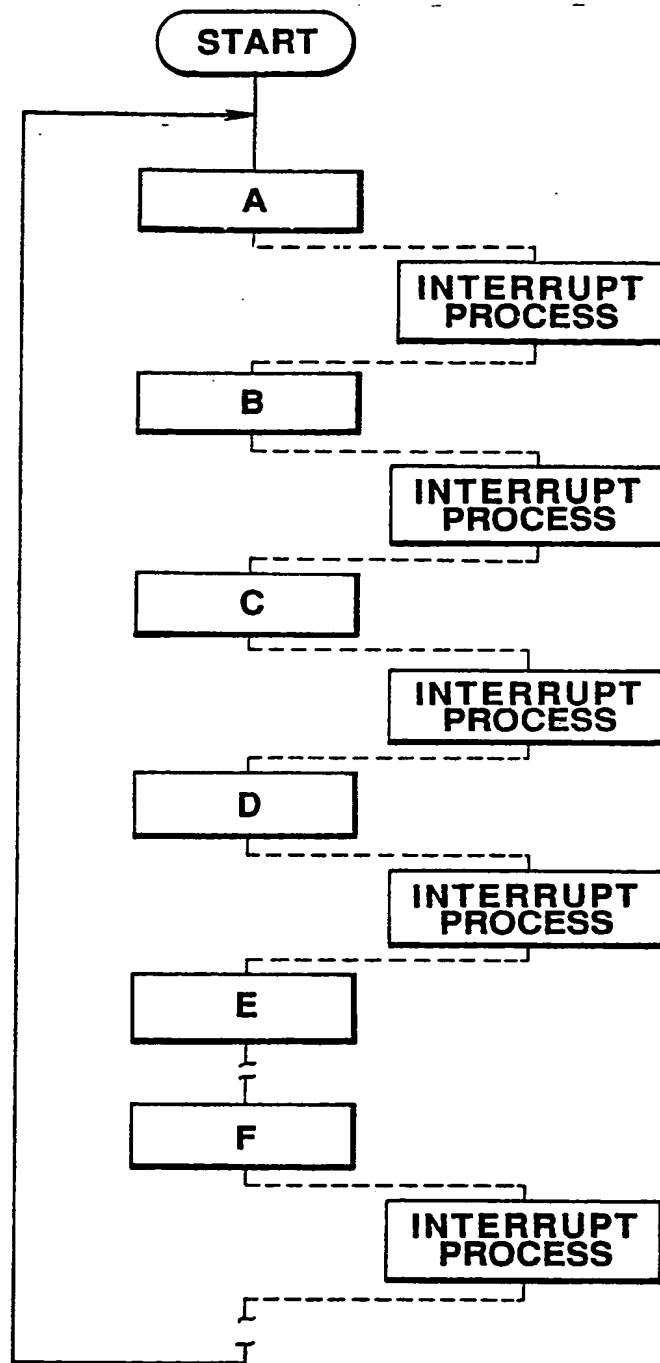 START
A
INTERRUPT
PROCESS
B
INTERRUPT
PROCESS
C
INTERRUPT
PROCESS
D
INTERRUPT
PROCESS
E
F
INTERRUPT
PROCESS